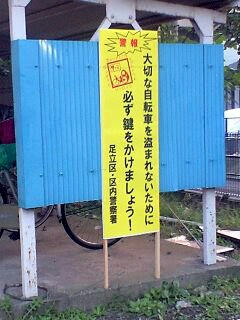 警報
大切な自転車を盗まれないために
必ず鍵をかけましょう！
足立区・区内警察署